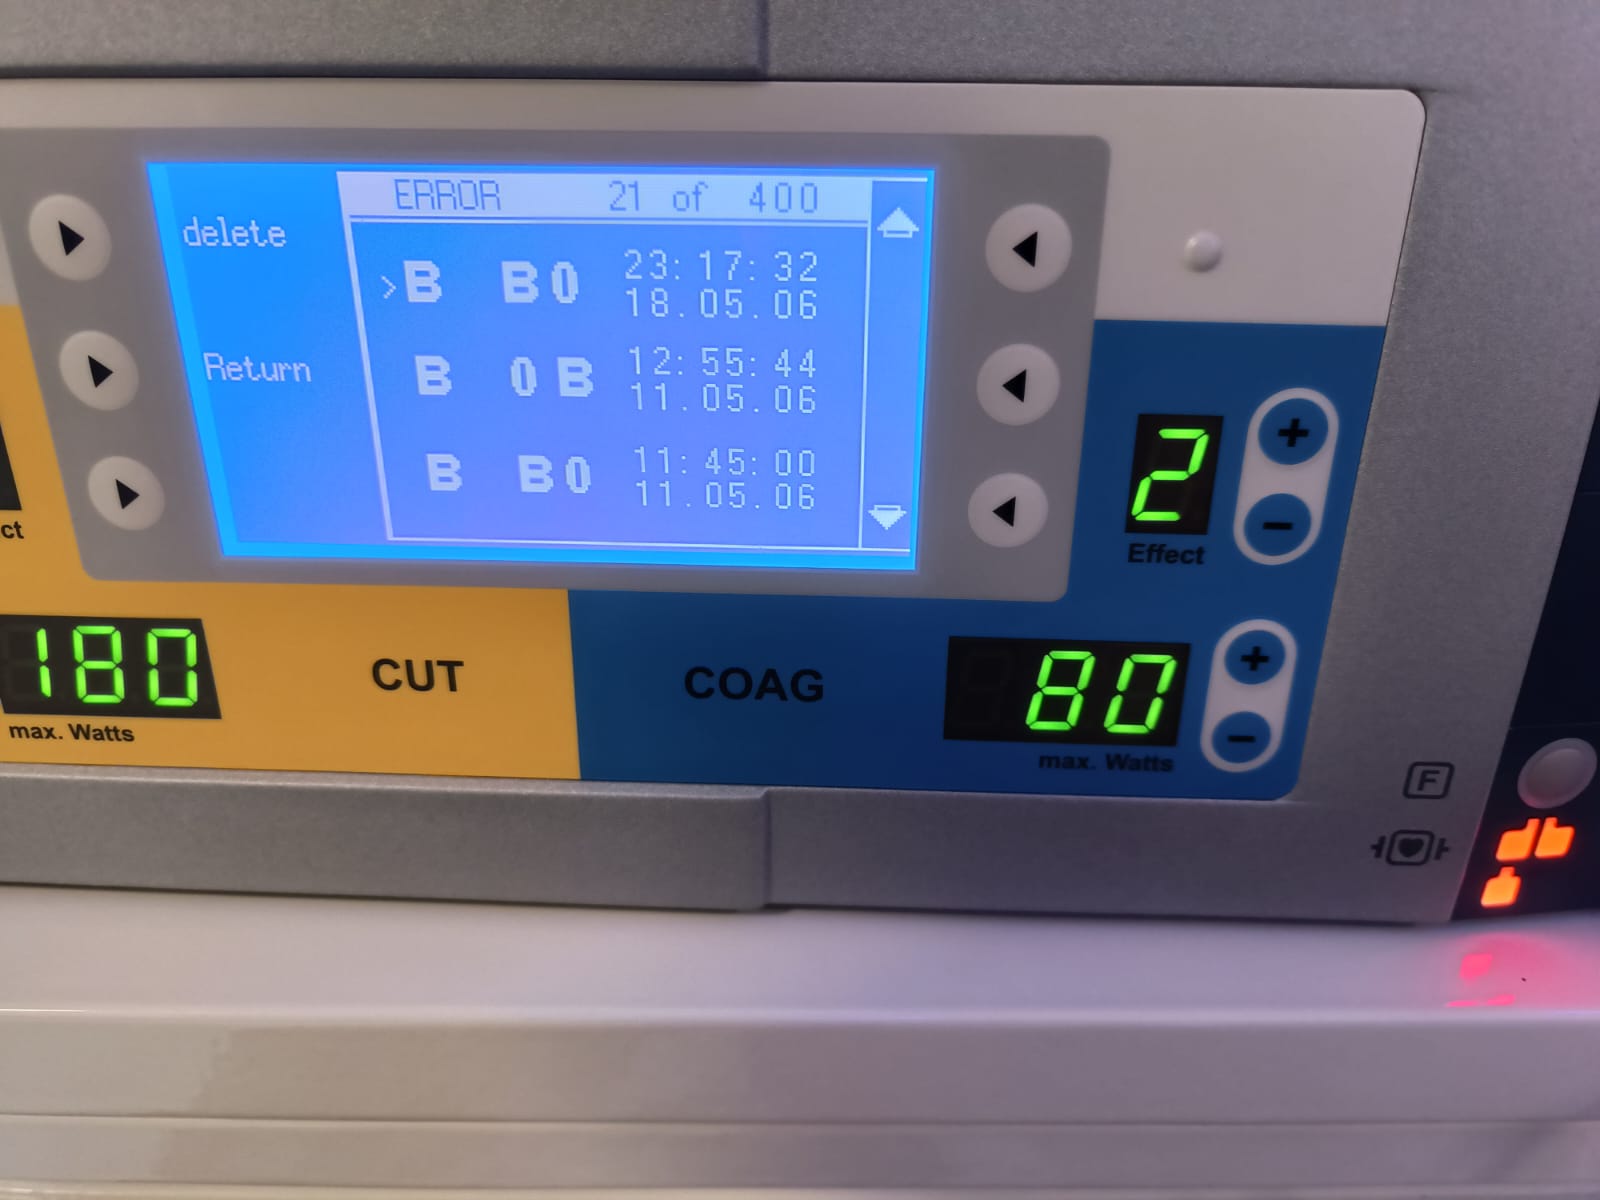 ERROR 21 of 400
delete
>B B0 23:17:32
18.05.06
Return
B 0B 12:55:44
11.05.06
B B0 11:45:00
11.05.06
2
+
-
Effect
ct
180
max. Watts
CUT
COAG
80
+
-
max. Watts
F